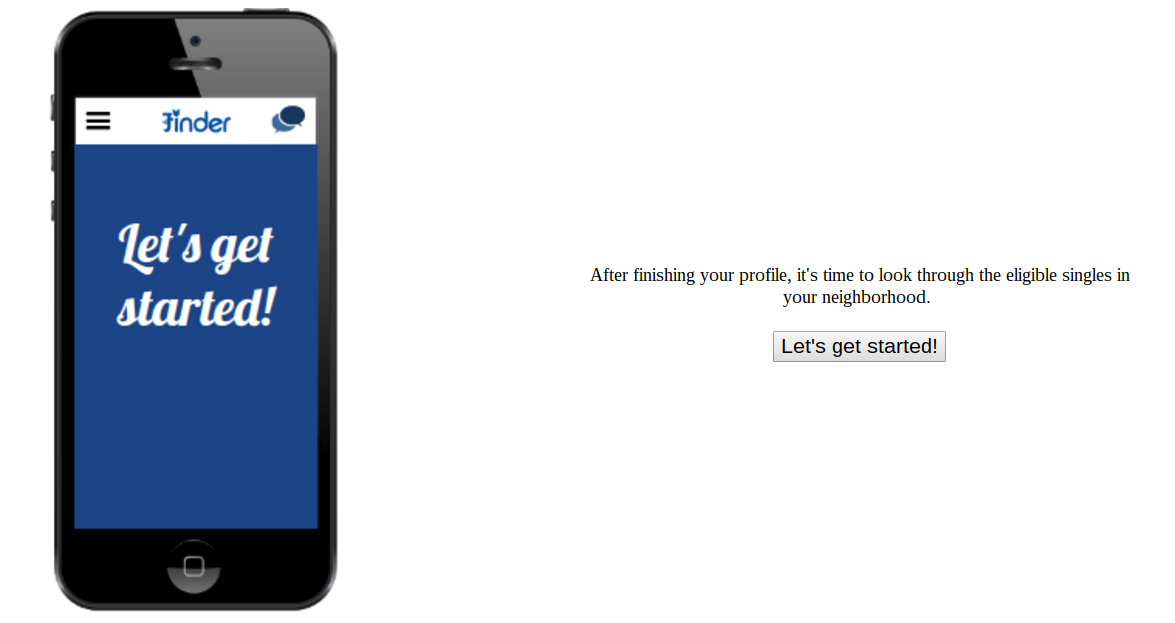 Finder
Let's get
started!
After finishing your profile, it's time to look through the eligible singles in
your neighborhood.
Let's get started!